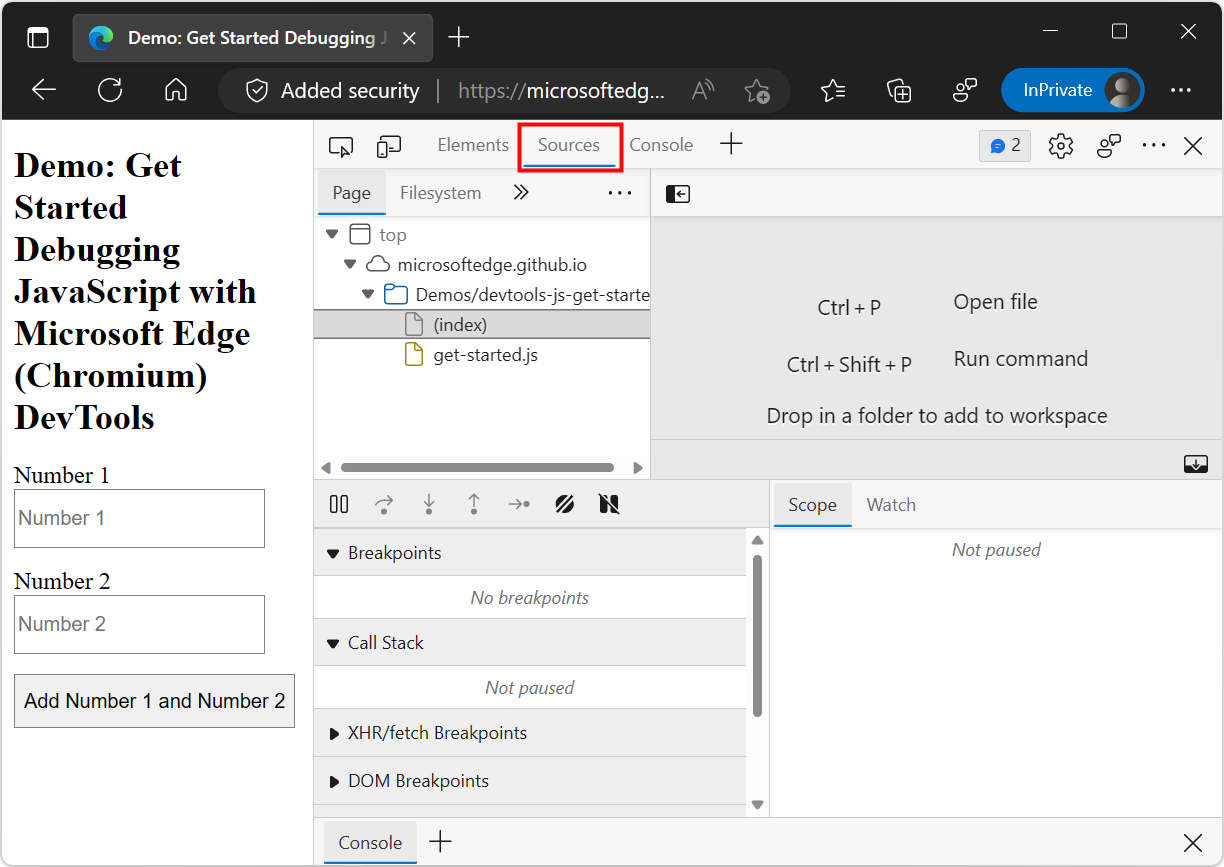 Demo: Get Started Debugging J
Added security
https://microsoftedg...
InPrivate
Demo: Get
Started
Debugging
JavaScript with
Microsoft Edge
(Chromium)
DevTools
Number 1
Number 1
Number 2
Number 2
Add Number 1 and Number 2
Elements
Sources
Console
2
Page
Filesystem
top
microsoftedge.github.io
Demos/devtools-js-get-starte
(index)
get-started.js
Ctrl + P
Open file
Ctrl + Shift + P
Run command
Drop in a folder to add to workspace
Breakpoints
No breakpoints
Call Stack
Not paused
XHR/fetch Breakpoints
DOM Breakpoints
Scope
Watch
Not paused
Console